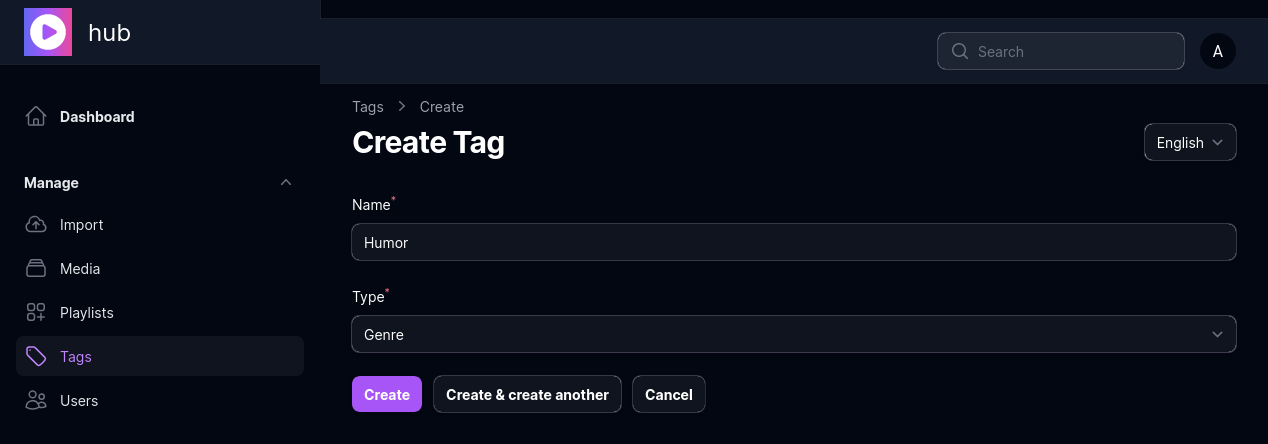 hub
Search
A
Dashboard
Manage
Import
Media
Playlists
Tags
Users
Tags > Create
Create Tag
English
Name*
Humor
Type*
Genre
Create
Create & create another
Cancel